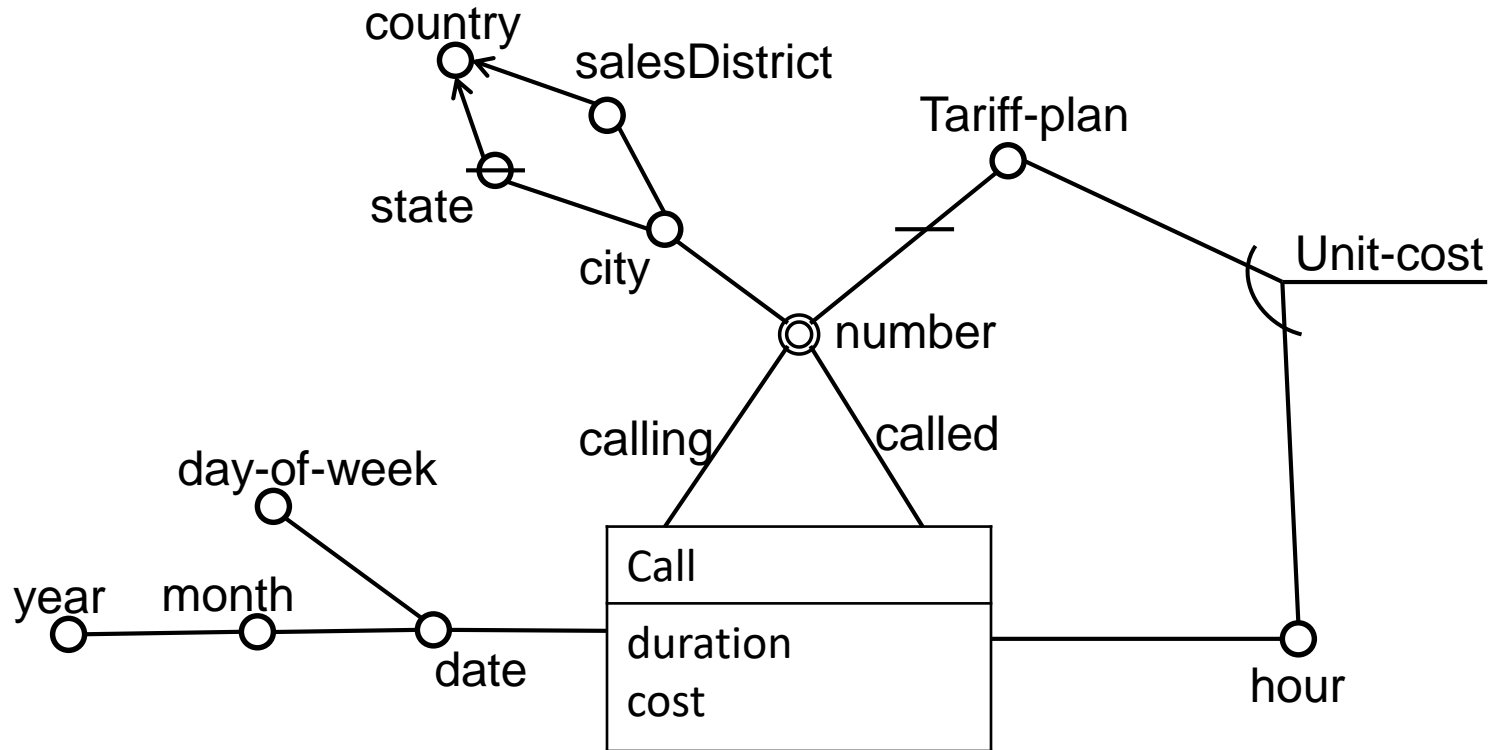 country
salesDistrict
Tariff-plan
state
Unit-cost
city
number
calling
called
day-of-week
Call
year
month
duration
date
hour
cost